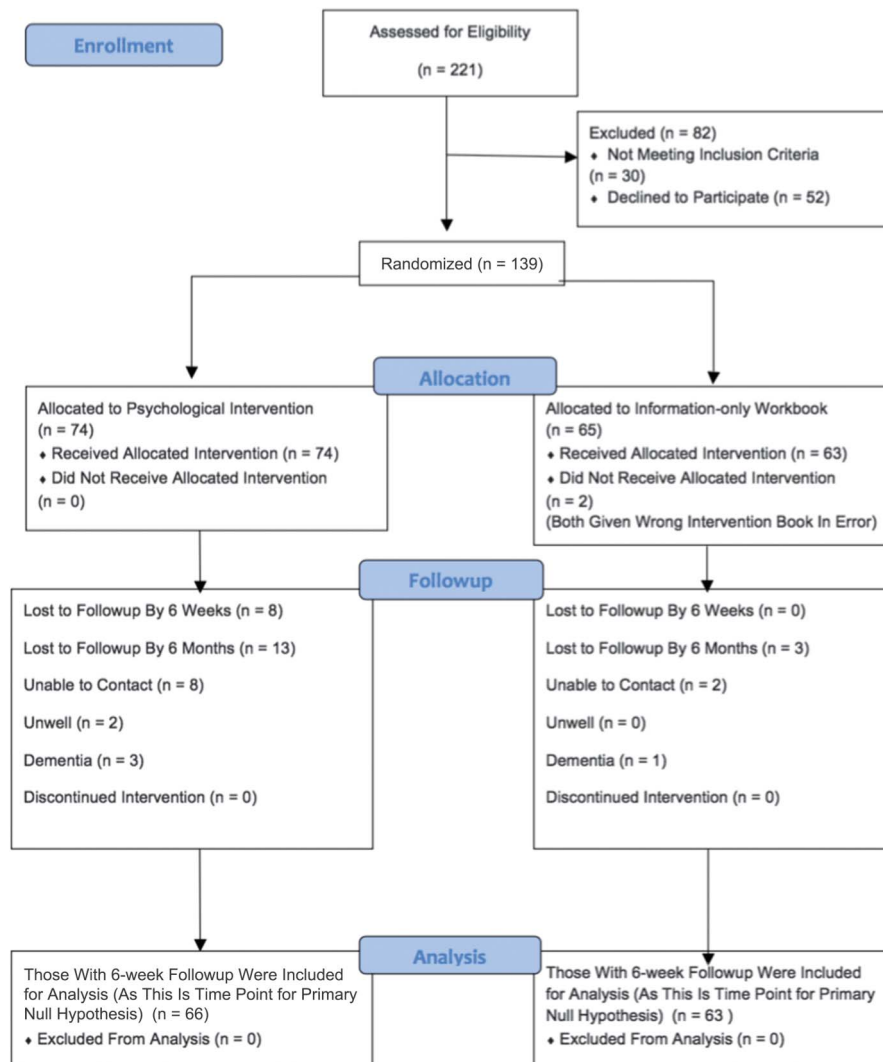 Enrollment
Assessed for Eligibility
(n = 221)
Excluded (n = 82)
♦ Not Meeting Inclusion Criteria
(n = 30)
♦ Declined to Participate (n = 52)
Randomized (n = 139)
Allocation
Allocated to Psychological Intervention
(n = 74)
♦ Received Allocated Intervention (n = 74)
♦ Did Not Receive Allocated Intervention
(n = 0)
Allocated to Information-only Workbook
(n = 65)
♦ Received Allocated Intervention (n = 63)
♦ Did Not Receive Allocated Intervention
(n = 2)
(Both Given Wrong Intervention Book In Error)
Followup
Lost to Followup By 6 Weeks (n = 8)
Lost to Followup By 6 Months (n = 13)
Unable to Contact (n = 8)
Unwell (n = 2)
Dementia (n = 3)
Discontinued Intervention (n = 0)
Lost to Followup By 6 Weeks (n = 0)
Lost to Followup By 6 Months (n = 3)
Unable to Contact (n = 2)
Unwell (n = 0)
Dementia (n = 1)
Discontinued Intervention (n = 0)
Analysis
Those With 6-week Followup Were Included
for Analysis (As This Is Time Point for Primary
Null Hypothesis) (n = 66)
♦ Excluded From Analysis (n = 0)
Those With 6-week Followup Were Included
for Analysis (As This Is Time Point for Primary
Null Hypothesis) (n = 63 )
♦ Excluded From Analysis (n = 0)